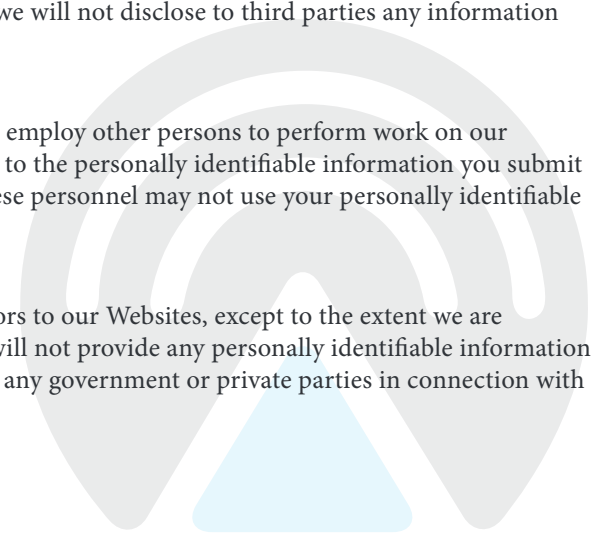 we will not disclose to third parties any information
employ other persons to perform work on our
to the personally identifiable information you submit
ese personnel may not use your personally identifiable
ors to our Websites, except to the extent we are
will not provide any personally identifiable information
any government or private parties in connection with